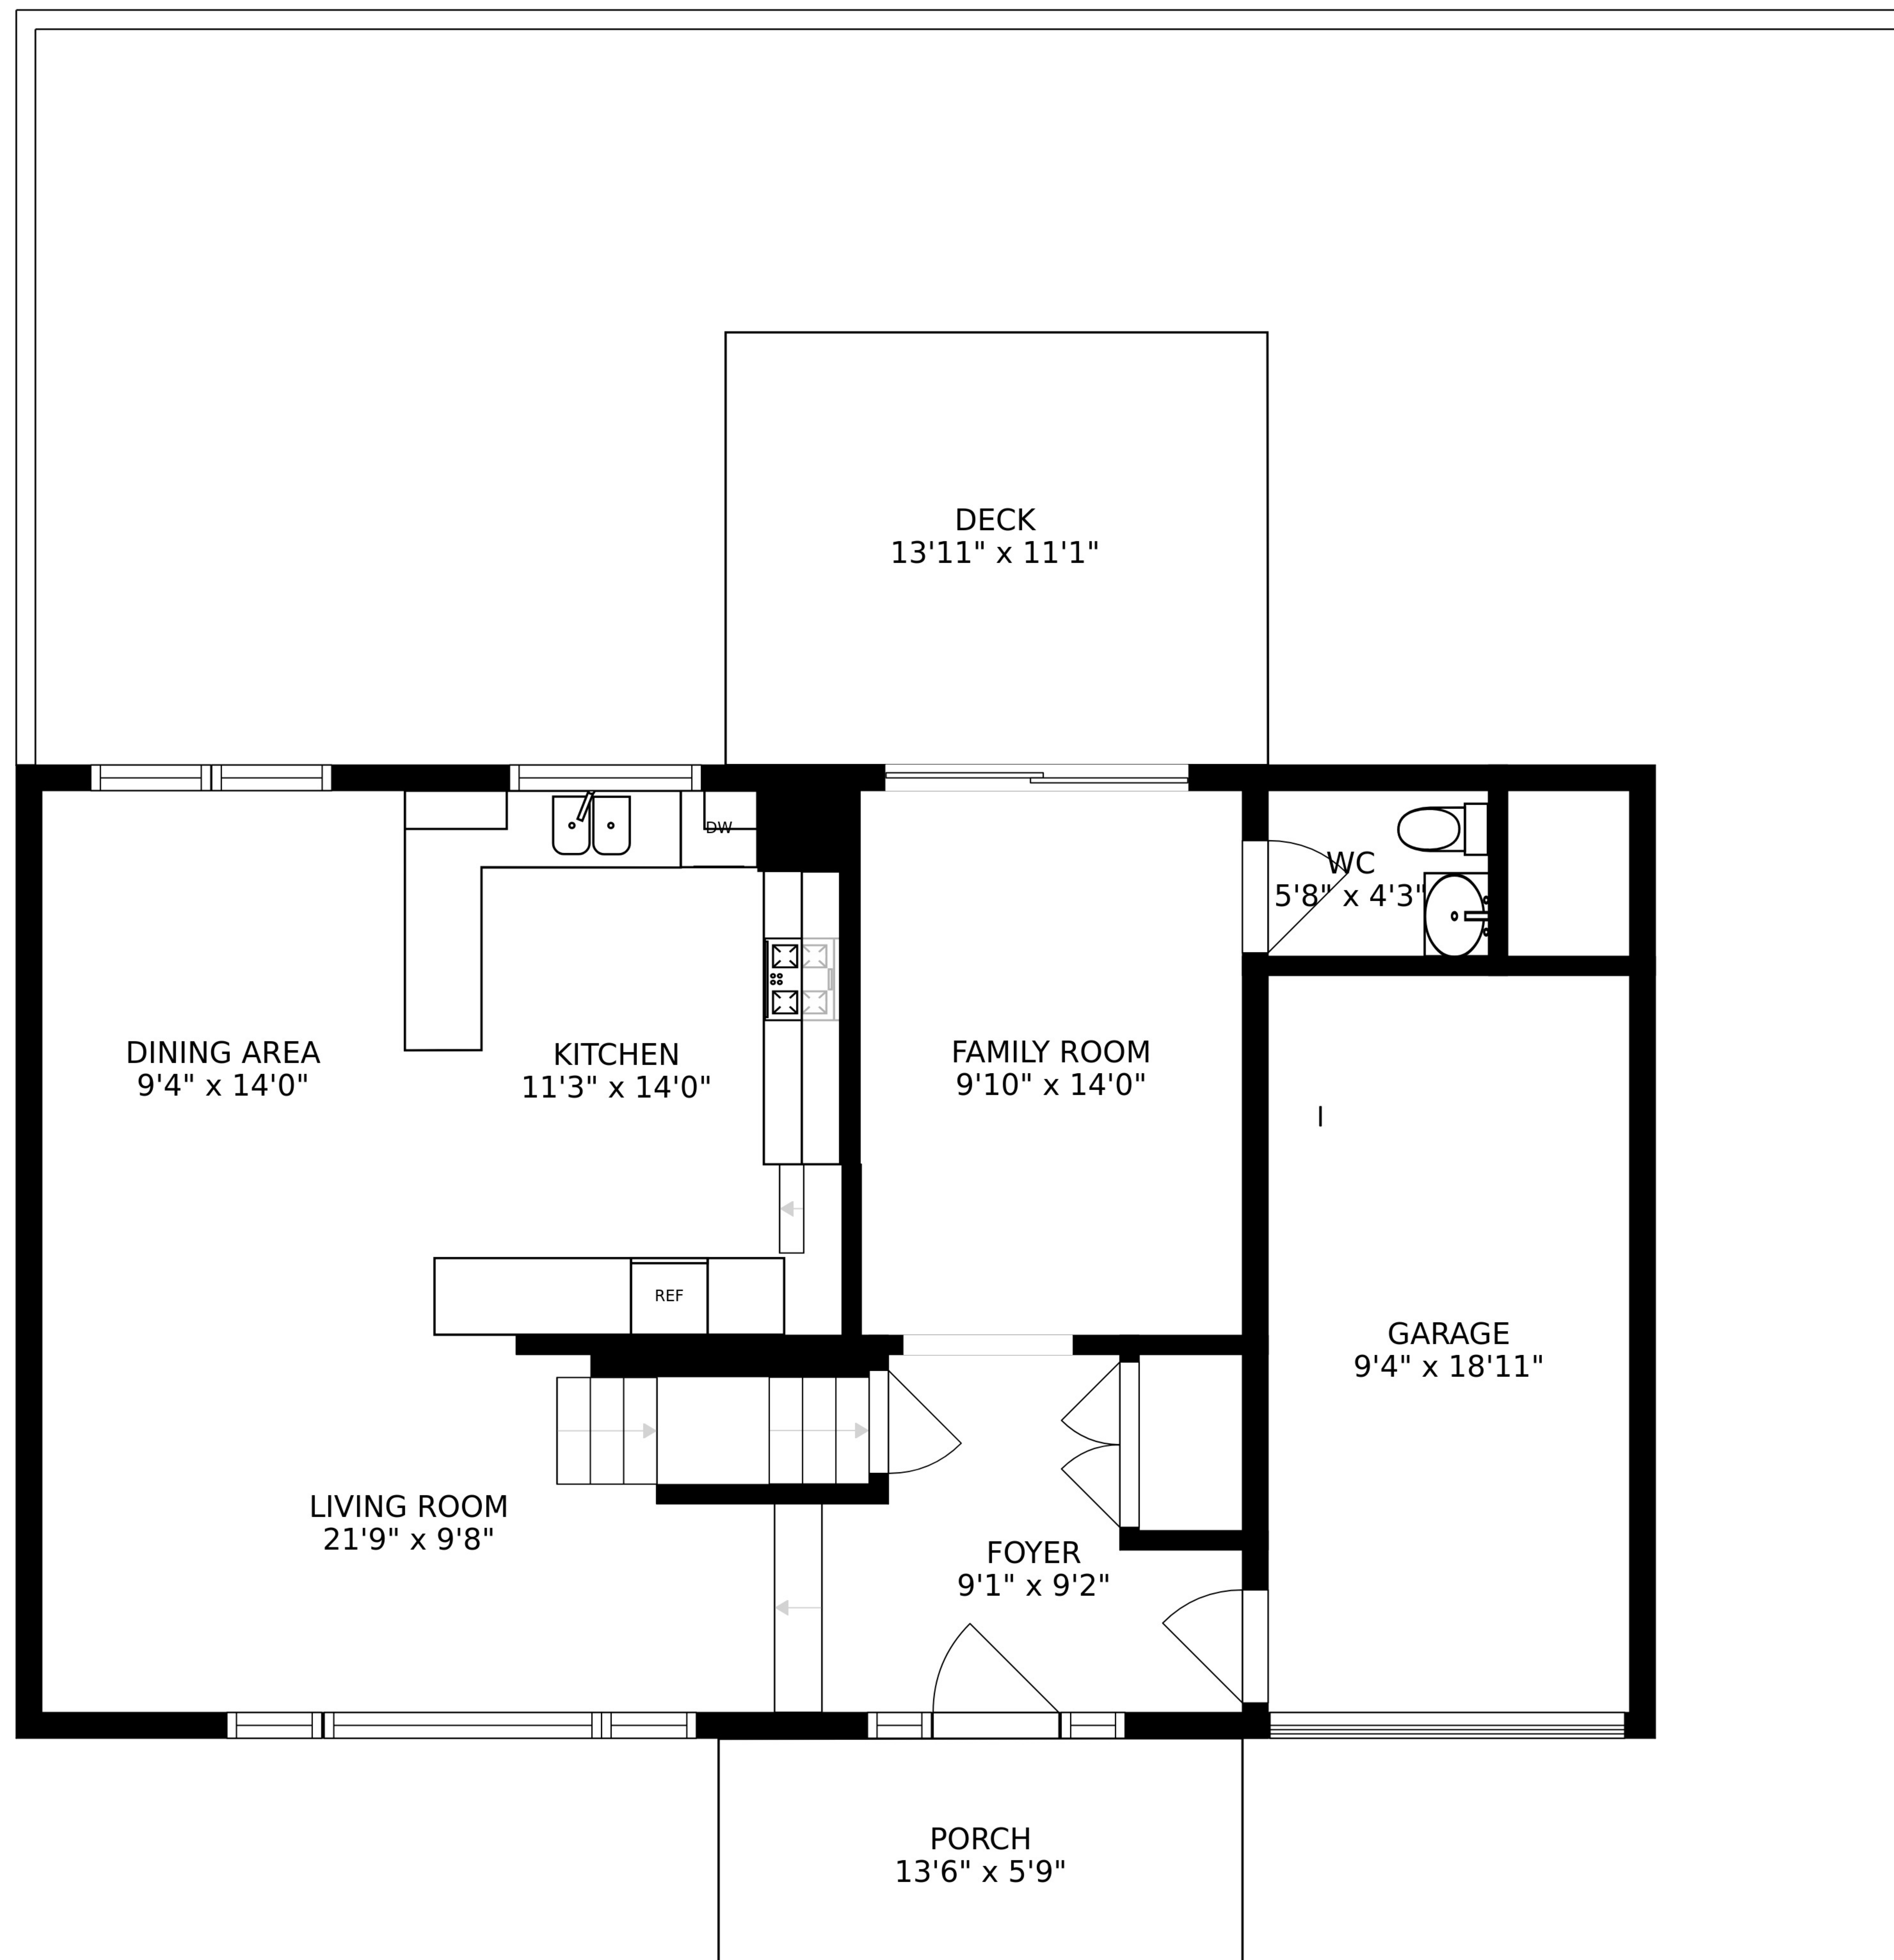 DECK
13'11" x 11'1"
DW
WC
5'8" x 4'3"
DINING AREA
9'4" x 14'0"
KITCHEN
11'3" x 14'0"
FAMILY ROOM
9'10" x 14'0"
REF
GARAGE
9'4" x 18'11"
LIVING ROOM
21'9" x 9'8"
FOYER
9'1" x 9'2"
PORCH
13'6" x 5'9"